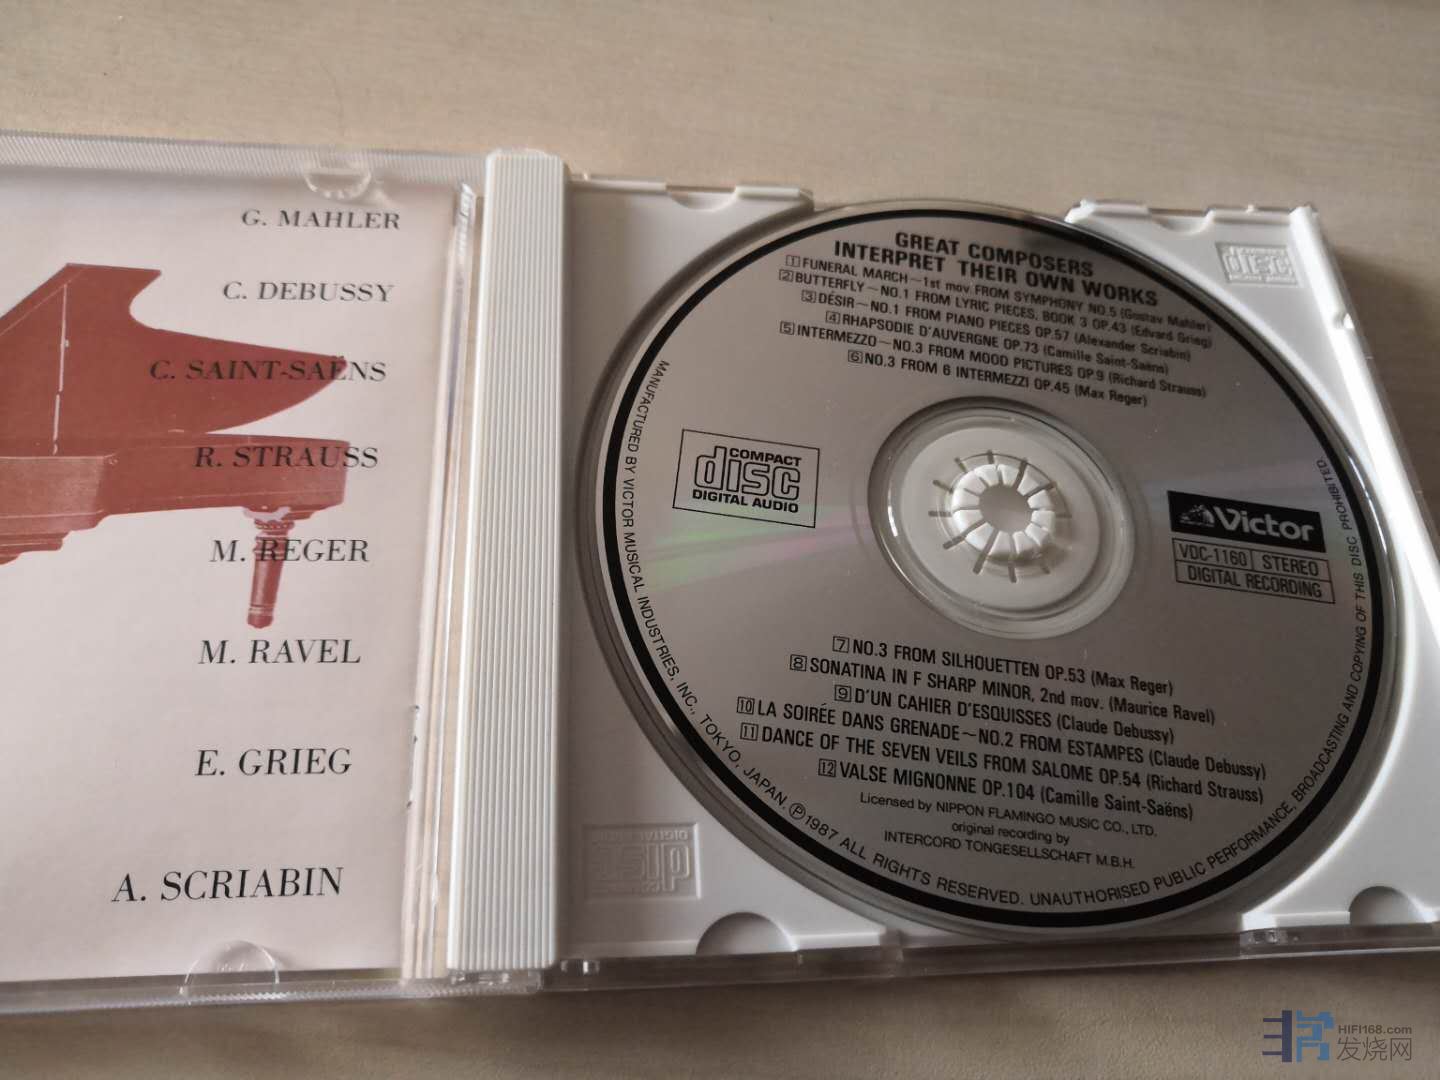 G. MAHLER
C. DEBUSSY
C. SAINT-SAËNS
R. STRAUSS
M. REGER
M. RAVEL
E. GRIEG
A. SCRIABIN
GREAT COMPOSERS
INTERPRET THEIR OWN WORKS
1 FUNERAL MARCH~1st mov. FROM SYMPHONY NO.5 (Gustav Mahler)
2 BUTTERFLY~NO.1 FROM LYRIC PIECES, BOOK 3 OP.43 (Edvard Grieg)
3 DÉSIR~NO.1 FROM PIANO PIECES OP.57 (Alexander Scriabin)
4 RHAPSODIE D'AUVERGNE OP.73 (Camille Saint-Saëns)
5 INTERMEZZO~NO.3 FROM MOOD PICTURES OP.9 (Richard Strauss)
6 NO.3 FROM 6 INTERMEZZI OP.45 (Max Reger)
COMPACT
disc
DIGITAL AUDIO
Victor
VDC-1160 STEREO
DIGITAL RECORDING
7 NO.3 FROM SILHOUETTEN OP.53 (Max Reger)
8 SONATINA IN F SHARP MINOR, 2nd mov. (Maurice Ravel)
9 D'UN CAHIER D'ESQUISSES (Claude Debussy)
10 LA SOIRÉE DANS GRENADE~NO.2 FROM ESTAMPES (Claude Debussy)
11 DANCE OF THE SEVEN VEILS FROM SALOME OP.54 (Richard Strauss)
12 VALSE MIGNONNE OP.104 (Camille Saint-Saëns)
Licensed by NIPPON FLAMINGO MUSIC CO., LTD.
original recording by
INTERCORD TONGESELLSCHAFT M.B.H.
MANUFACTURED BY VICTOR MUSICAL INDUSTRIES, INC., TOKYO, JAPAN. Ⓟ1987 ALL RIGHTS RESERVED. UNAUTHORISED PUBLIC PERFORMANCE, BROADCASTING AND COPYING OF THIS DISC PROHIBITED.
disc
disc
HIFI168.com
发烧网